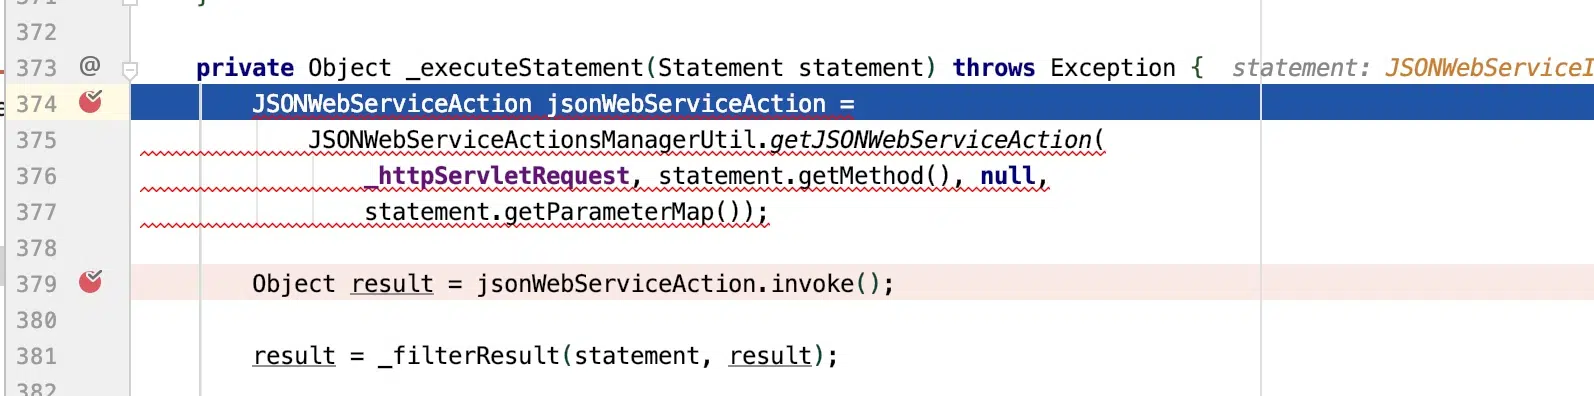 371 }
372
373 @ private Object _executeStatement(Statement statement) throws Exception { statement: JSONWebServiceI
374 JSONWebServiceAction jsonWebServiceAction =
375 JSONWebServiceActionsManagerUtil.getJSONWebServiceAction(
376 _httpServletRequest, statement.getMethod(), null,
377 statement.getParameterMap());
378
379 Object result = jsonWebServiceAction.invoke();
380
381 result = _filterResult(statement, result);
382